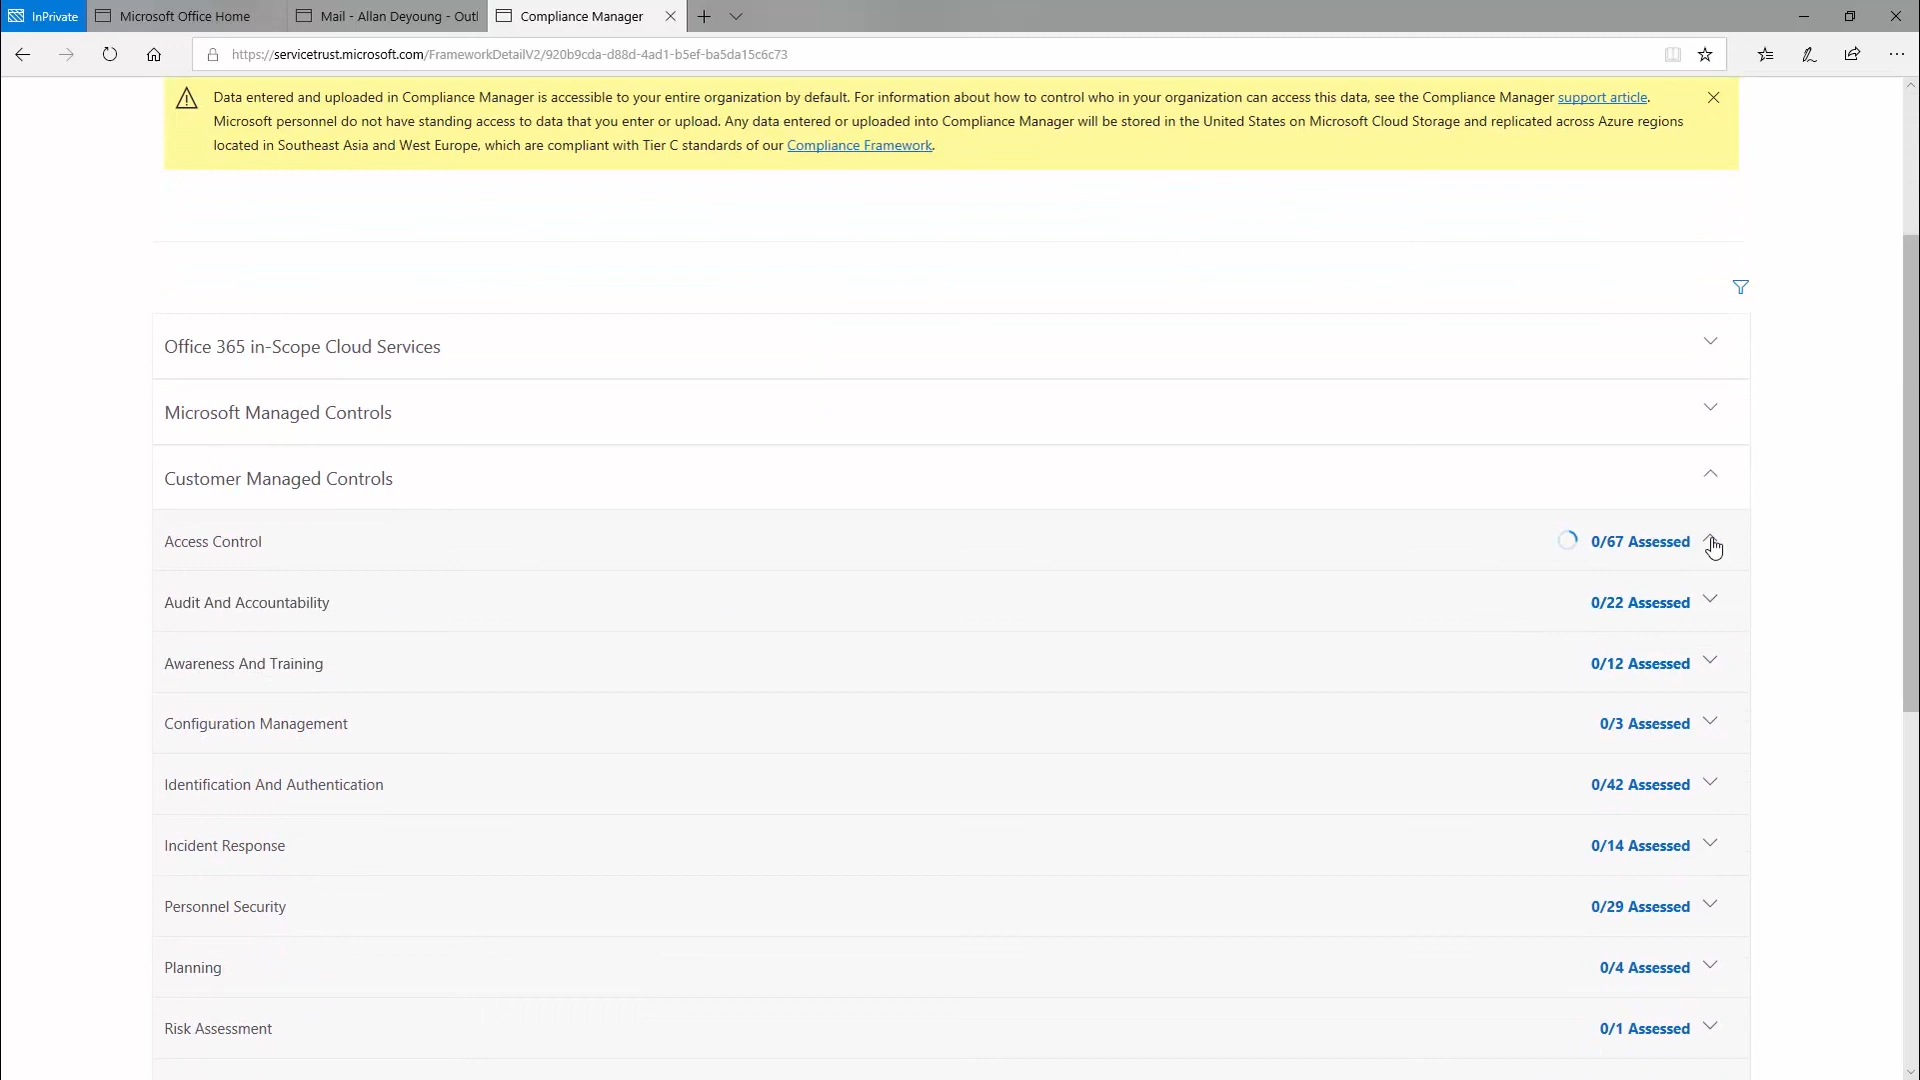 InPrivate
Microsoft Office Home
Mail - Allan Deyoung - Outl
Compliance Manager
https://servicetrust.microsoft.com/FrameworkDetailV2/920b9cda-d88d-4ad1-b5ef-ba5da15c6c73
Data entered and uploaded in Compliance Manager is accessible to your entire organization by default. For information about how to control who in your organization can access this data, see the Compliance Manager support article.
Microsoft personnel do not have standing access to data that you enter or upload. Any data entered or uploaded into Compliance Manager will be stored in the United States on Microsoft Cloud Storage and replicated across Azure regions
located in Southeast Asia and West Europe, which are compliant with Tier C standards of our Compliance Framework.
Office 365 in-Scope Cloud Services
Microsoft Managed Controls
Customer Managed Controls
Access Control 0/67 Assessed
Audit And Accountability 0/22 Assessed
Awareness And Training 0/12 Assessed
Configuration Management 0/3 Assessed
Identification And Authentication 0/42 Assessed
Incident Response 0/14 Assessed
Personnel Security 0/29 Assessed
Planning 0/4 Assessed
Risk Assessment 0/1 Assessed